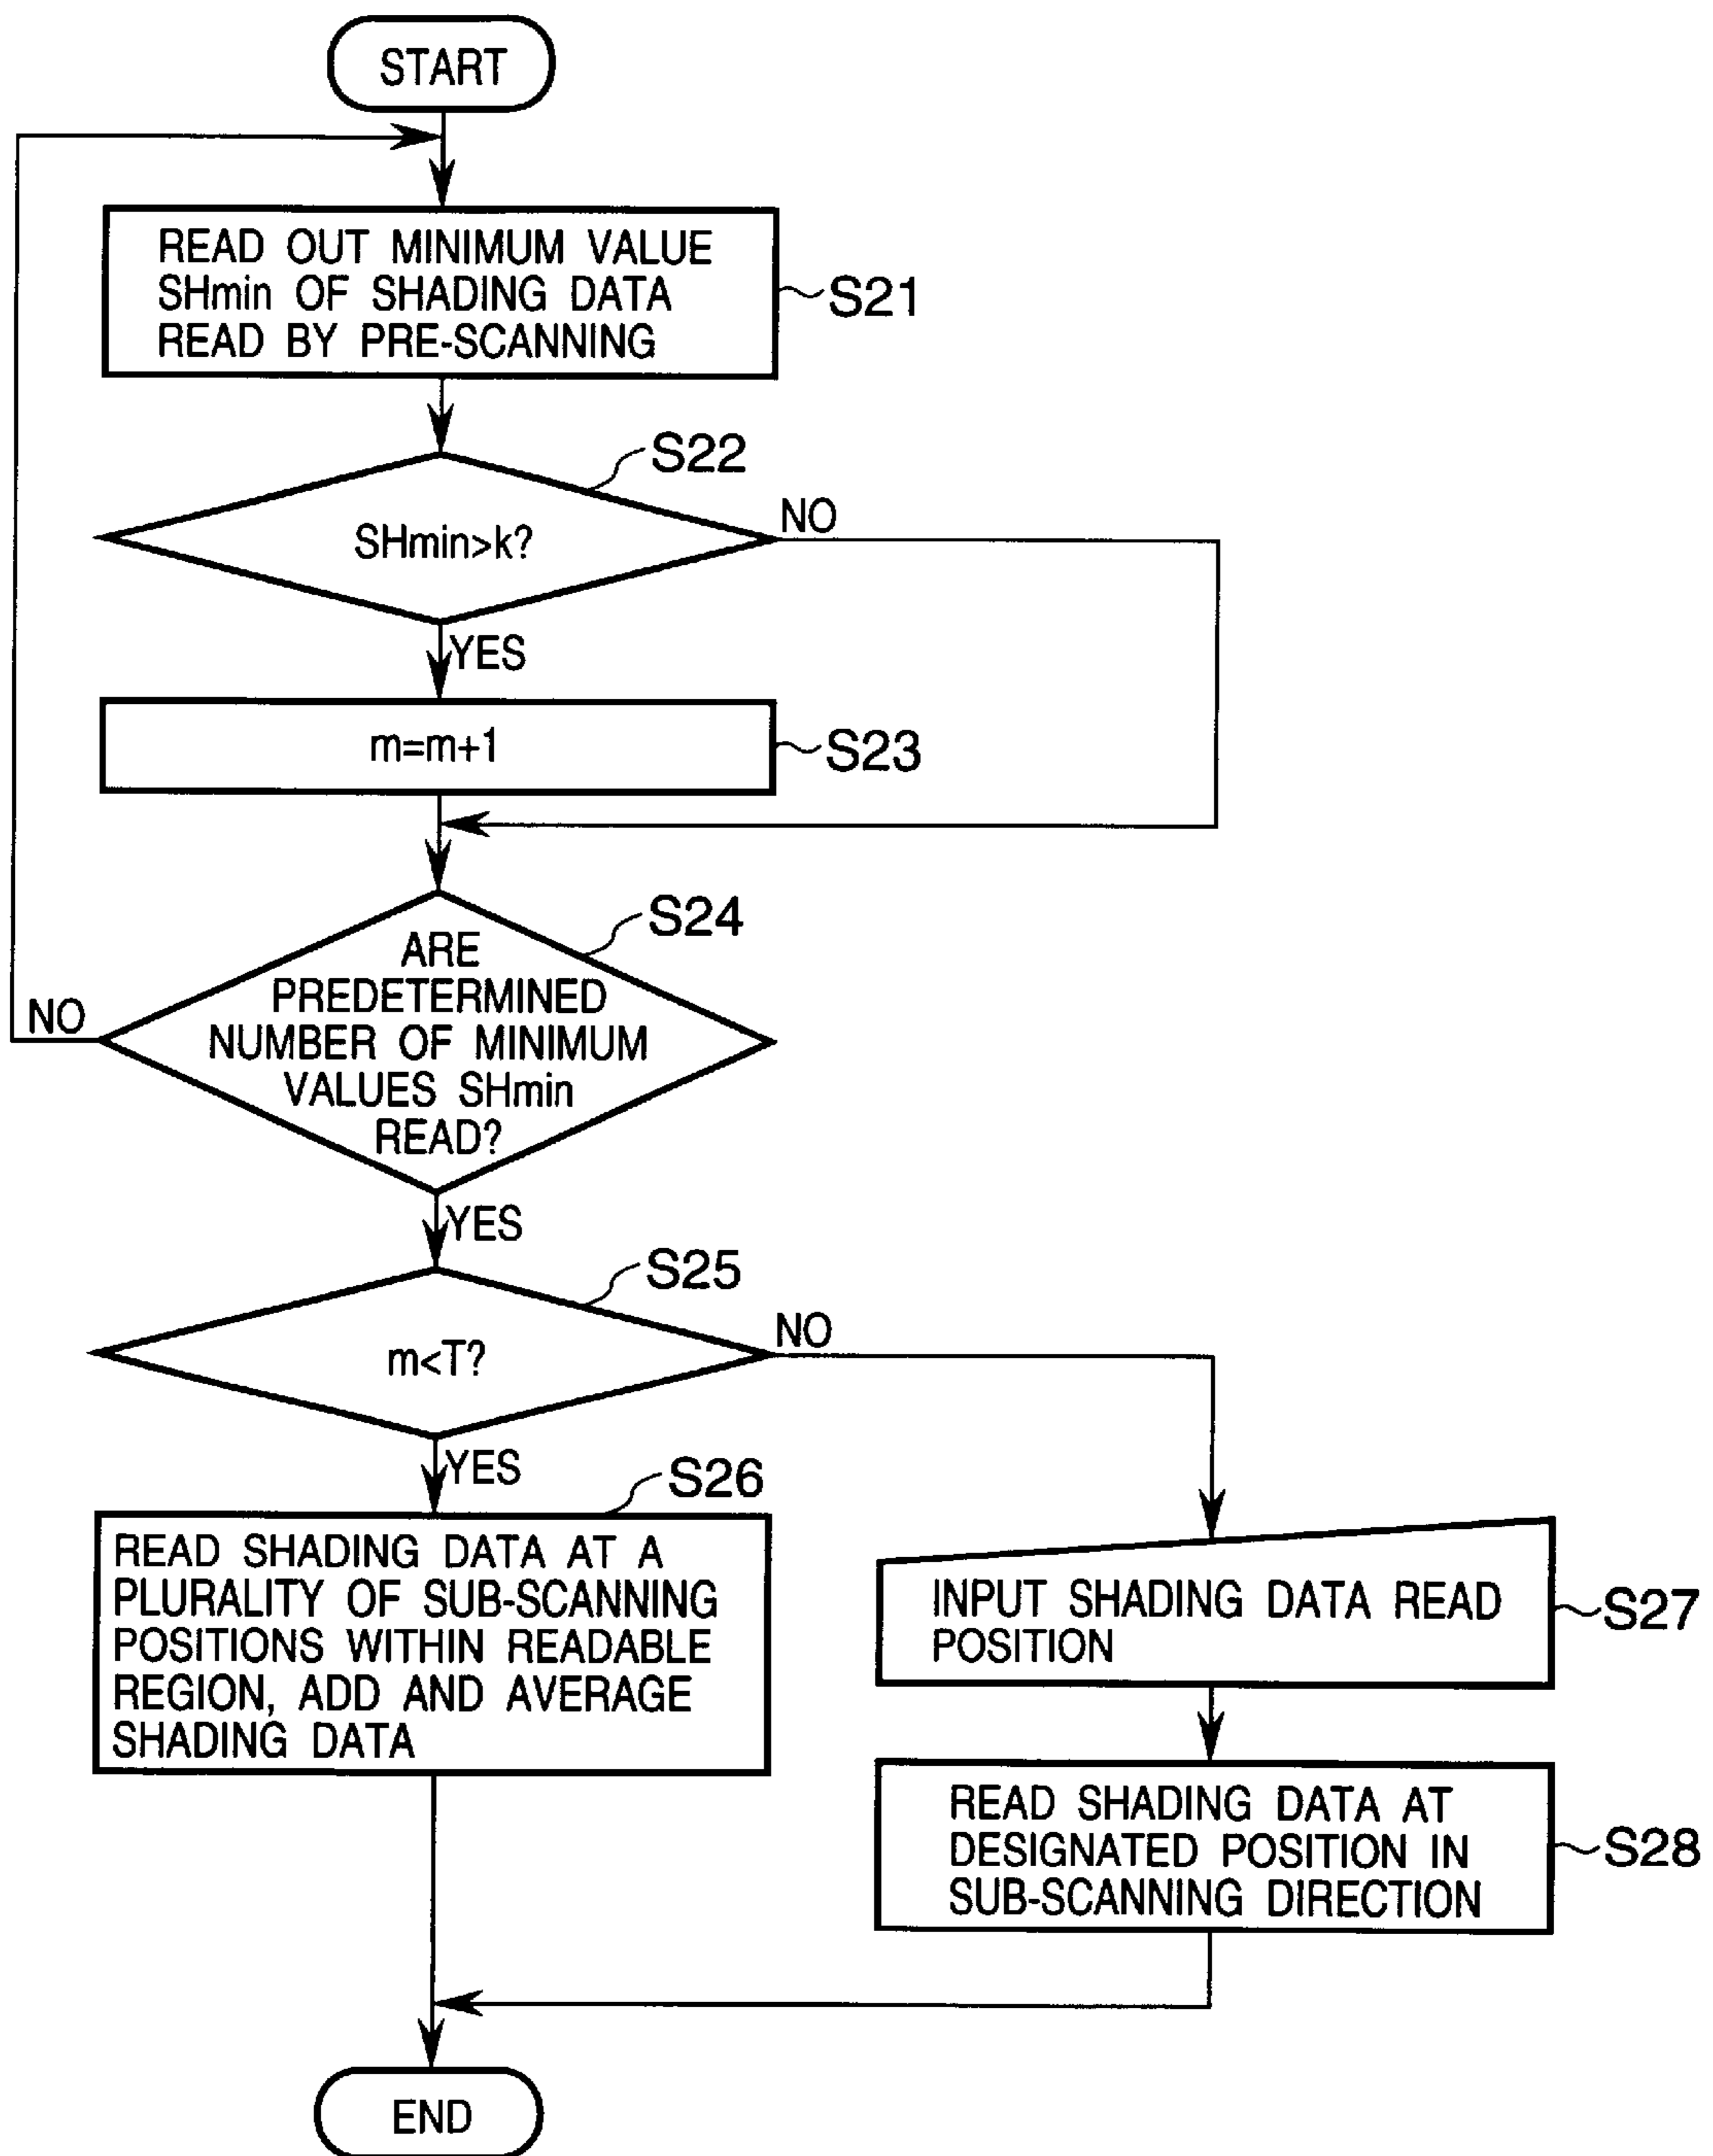 START
READ OUT MINIMUM VALUE
SHmin OF SHADING DATA
READ BY PRE-SCANNING
S21
S22
SHmin>k?
NO
YES
m=m+1
S23
S24
ARE
PREDETERMINED
NUMBER OF MINIMUM
VALUES SHmin
READ?
NO
YES
S25
m<T?
NO
YES
S26
READ SHADING DATA AT A
PLURALITY OF SUB-SCANNING
POSITIONS WITHIN READABLE
REGION, ADD AND AVERAGE
SHADING DATA
INPUT SHADING DATA READ
POSITION
S27
READ SHADING DATA AT
DESIGNATED POSITION IN
SUB-SCANNING DIRECTION
S28
END